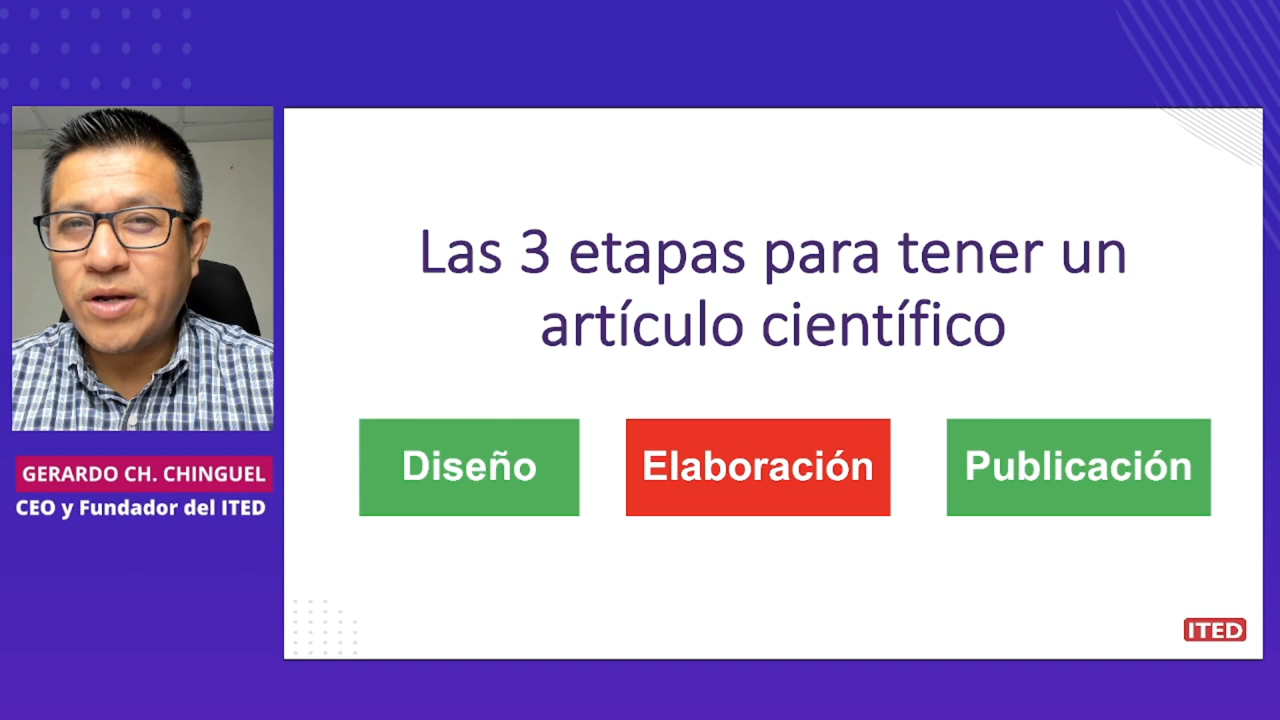 Las 3 etapas para tener un
artículo científico
Diseño
Elaboración
Publicación
GERARDO CH. CHINGUEL
CEO y Fundador del ITED
ITED